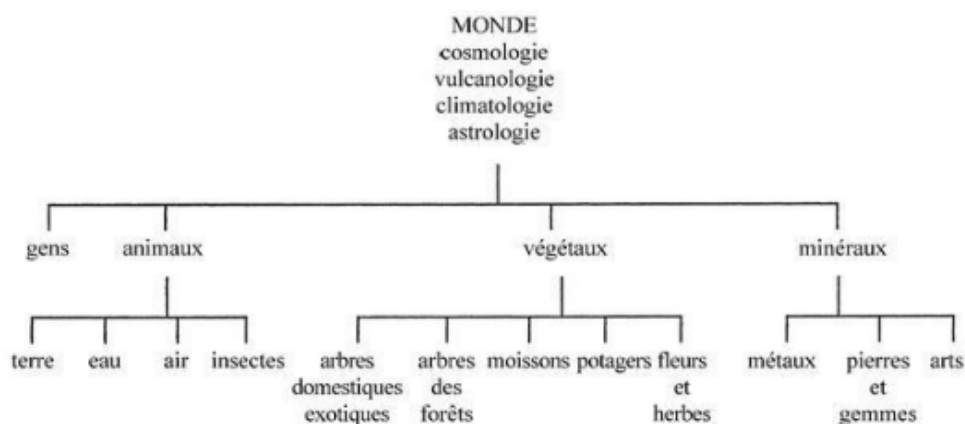 MONDE
cosmologie
vulcanologie
climatologie
astrologie
gens animaux végétaux minéraux
terre eau air insectes arbres arbres moissons potagers fleurs métaux pierres arts
domestiques des et et
exotiques forêts herbes gemmes